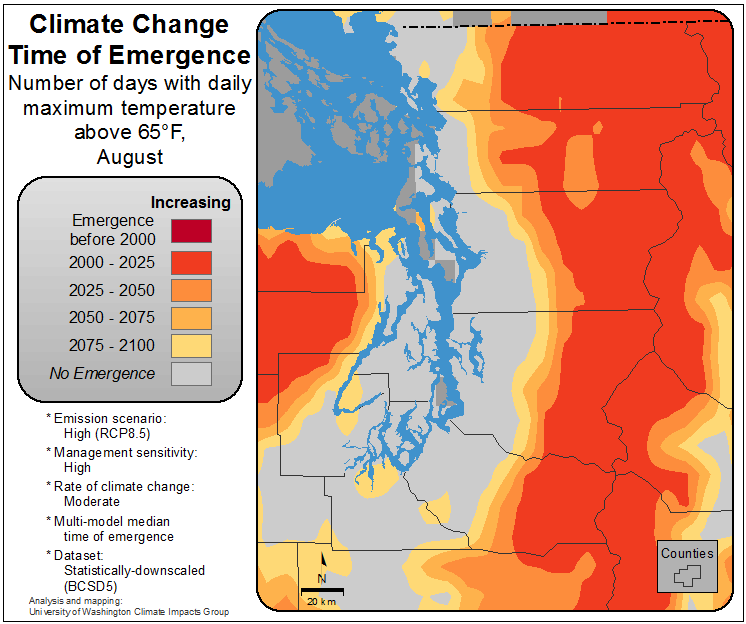 Climate Change
Time of Emergence
Number of days with daily
maximum temperature
above 65°F,
August
Increasing
Emergence
before 2000
2000 - 2025
2025 - 2050
2050 - 2075
2075 - 2100
No Emergence
* Emission scenario:
High (RCP8.5)
* Management sensitivity:
High
* Rate of climate change:
Moderate
* Multi-model median
time of emergence
* Dataset:
Statistically-downscaled
(BCSD5)
Analysis and mapping:
University of Washington Climate Impacts Group
N
20 km
Counties